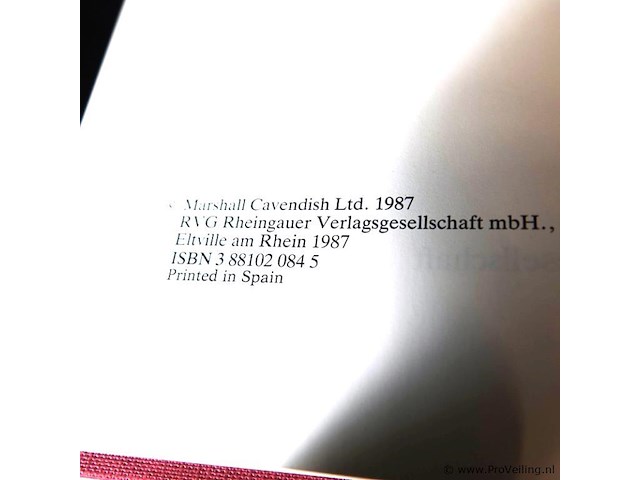 Marshall Cavendish Ltd. 1987
RVG Rheingauer Verlagsgesellschaft mbH.,
Eltville am Rhein 1987
ISBN 3 88102 084 5
Printed in Spain
© www.ProVeiling.nl